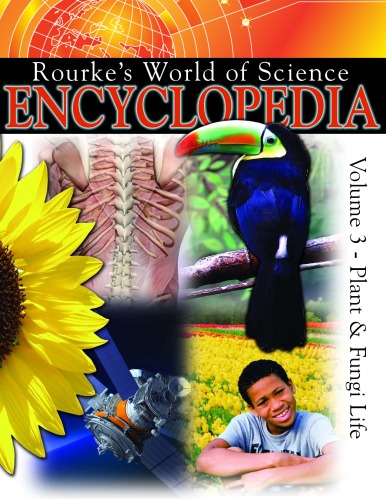 Rourke's World of Science
ENCYCLOPEDIA
Volume 3 - Plant & Fungi Life